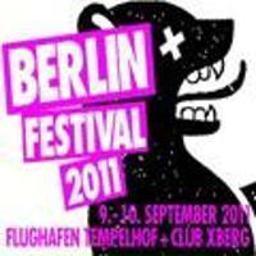 BERLIN
FESTIVAL
2011
9.-10. SEPTEMBER 2011
FLUGHAFEN TEMPELHOF + CLUB XBERG